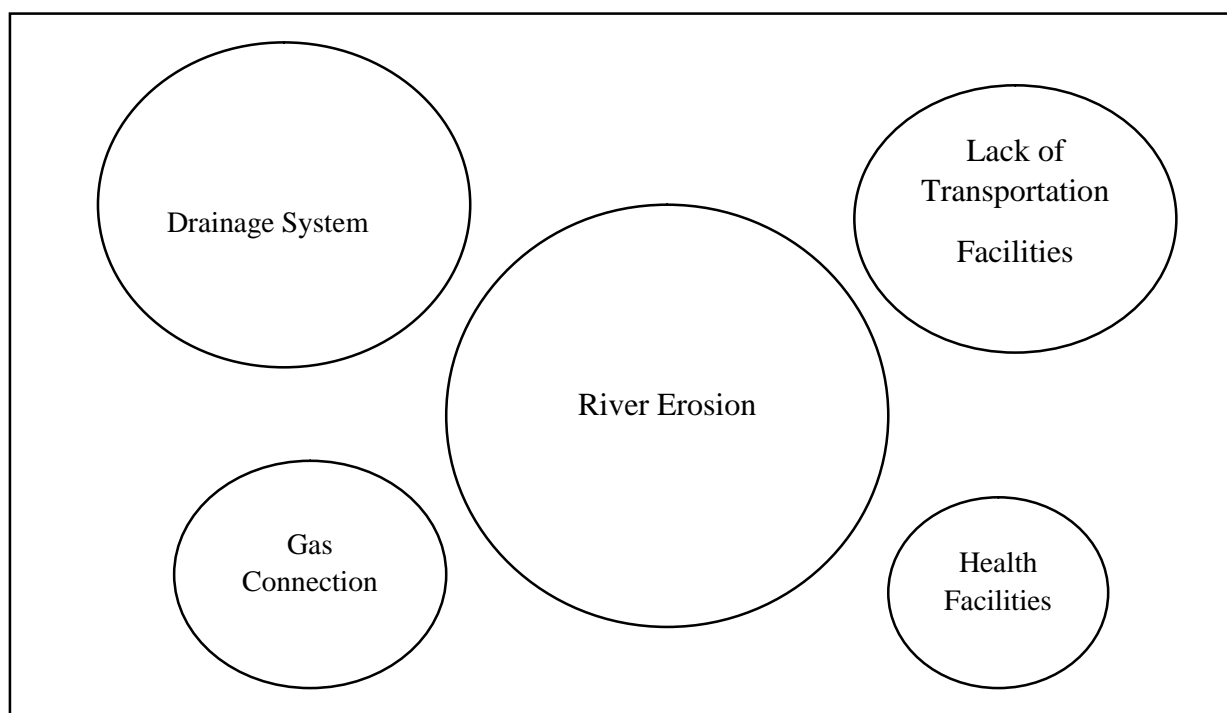 Drainage System
Lack of
Transportation
Facilities
River Erosion
Gas
Connection
Health
Facilities